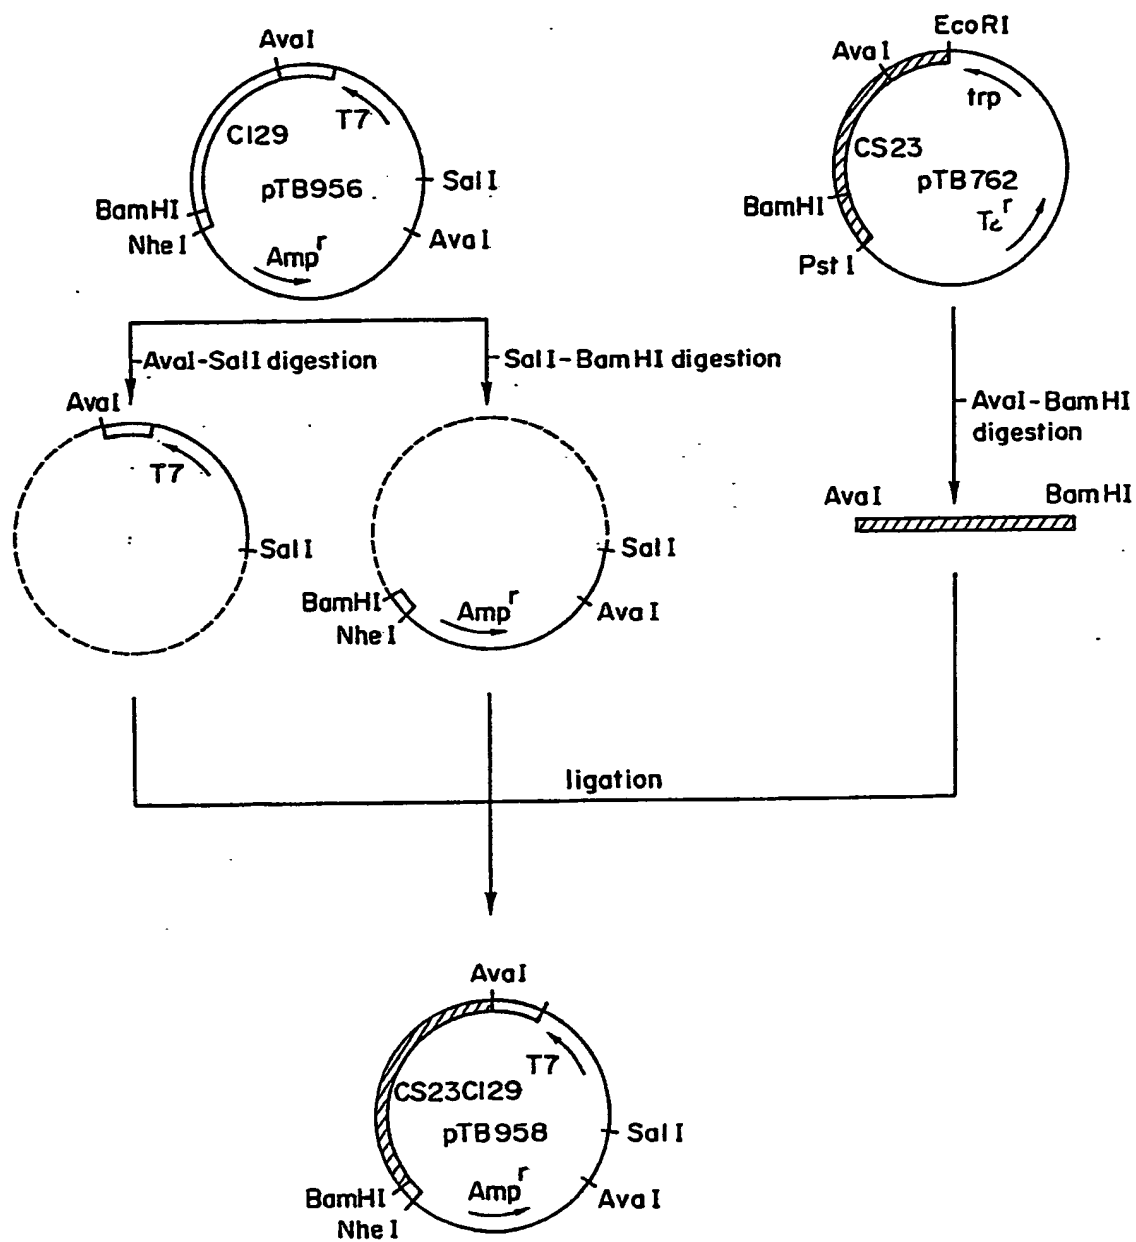 AvaI
T7
C129
pTB956
SalI
BamHI
NheI
AvaI
Amp^r
EcoRI
AvaI
trp
CS23
pTB762
BamHI
Tc^r
PstI
AvaI-SalI digestion
SalI-BamHI digestion
AvaI-BamHI
digestion
AvaI
T7
SalI
SalI
BamHI
NheI
Amp^r
AvaI
AvaI
BamHI
ligation
AvaI
T7
CS23C129
pTB958
SalI
BamHI
NheI
Amp^r
AvaI